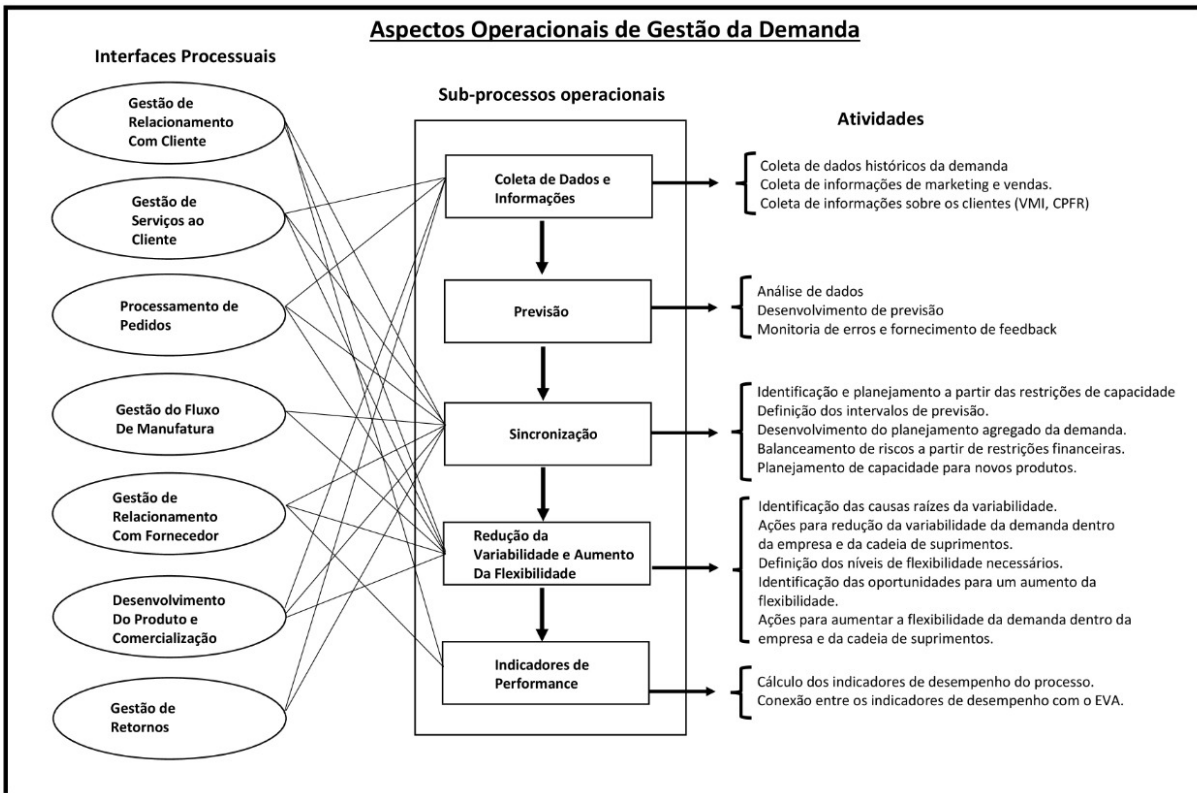 Aspectos Operacionais de Gestão da Demanda
Interfaces Processuais
Gestão de
Relacionamento
Com Cliente
Gestão de
Serviços ao
Cliente
Processamento de
Pedidos
Gestão do Fluxo
De Manufatura
Gestão de
Relacionamento
Com Fornecedor
Desenvolvimento
Do Produto e
Comercialização
Gestão de
Retornos
Sub-processos operacionais
Coleta de Dados e
Informações
Previsão
Sincronização
Redução da
Variabilidade e Aumento
Da Flexibilidade
Indicadores de
Performance
Atividades
Coleta de dados históricos da demanda
Coleta de informações de marketing e vendas.
Coleta de informações sobre os clientes (VMI, CPFR)
Análise de dados
Desenvolvimento de previsão
Monitoria de erros e fornecimento de feedback
Identificação e planejamento a partir das restrições de capacidade
Definição dos intervalos de previsão.
Desenvolvimento do planejamento agregado da demanda.
Balanceamento de riscos a partir de restrições financeiras.
Planejamento de capacidade para novos produtos.
Identificação das causas raízes da variabilidade.
Ações para redução da variabilidade da demanda dentro
da empresa e da cadeia de suprimentos.
Definição dos níveis de flexibilidade necessários.
Identificação das oportunidades para um aumento da
flexibilidade.
Ações para aumentar a flexibilidade da demanda dentro da
empresa e da cadeia de suprimentos.
Cálculo dos indicadores de desempenho do processo.
Conexão entre os indicadores de desempenho com o EVA.